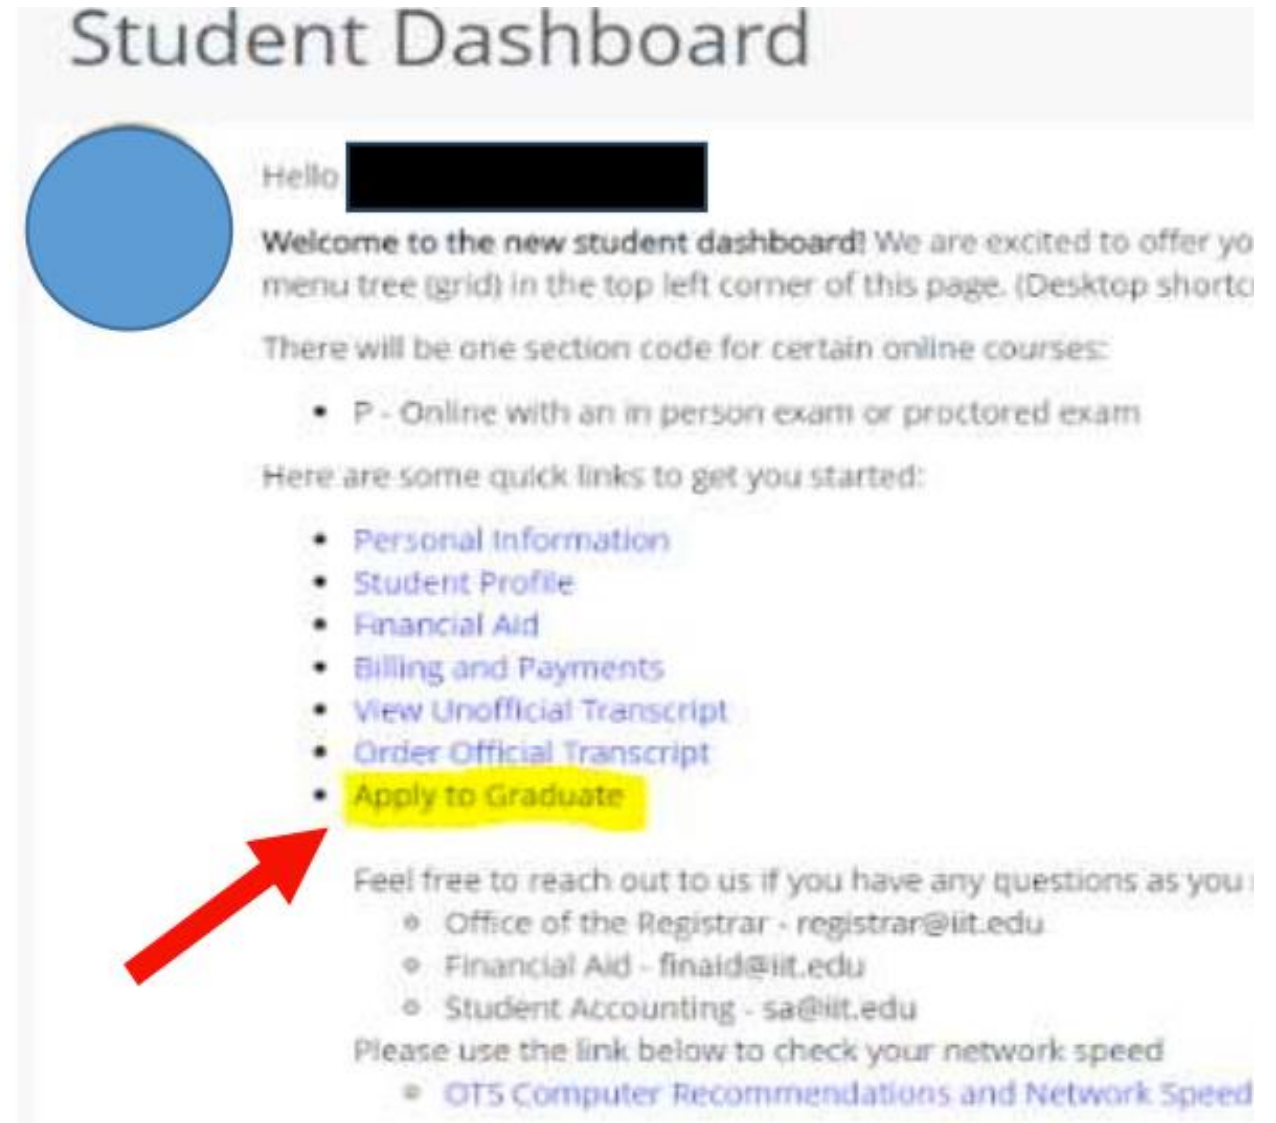 Student Dashboard
Hello
Welcome to the new student dashboard! We are excited to offer yo
menu tree (grid) in the top left corner of this page. (Desktop shortc
There will be one section code for certain online courses:
• P - Online with an in person exam or proctored exam
Here are some quick links to get you started:
• Personal Information
• Student Profile
• Financial Aid
• Billing and Payments
• View Unofficial Transcript
• Order Official Transcript
• Apply to Graduate
Feel free to reach out to us if you have any questions as you
◦ Office of the Registrar - registrar@iit.edu
◦ Financial Aid - finaid@iit.edu
◦ Student Accounting - sa@iit.edu
Please use the link below to check your network speed
◦ OTS Computer Recommendations and Network Speed